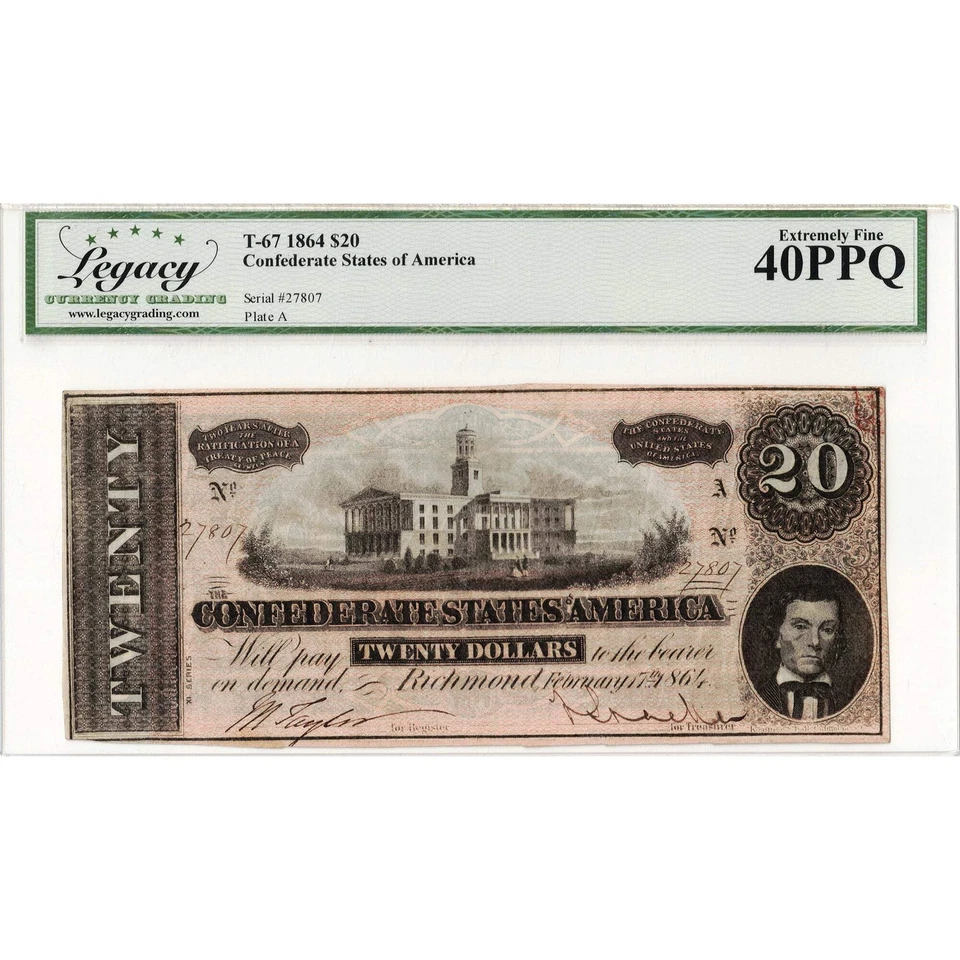 Legacy
CURRENCY GRADING
www.legacygrading.com
T-67 1864 $20
Confederate States of America
Serial #27807
Plate A
Extremely Fine
40PPQ
TWENTY
TWO YEARS AFTER
THE
RATIFICATION OF A
TREATY OF PEACE
BETWEEN
THE CONFEDERATE
STATES
AND THE
UNITED STATES
OF AMERICA.
20
Nº
A
27807
Nº
27807
THE
CONFEDERATE STATES OF AMERICA
Will pay TWENTY DOLLARS to the bearer
on demand, Richmond February 17th 1864.
XI SERIES
for Register
for Treasurer